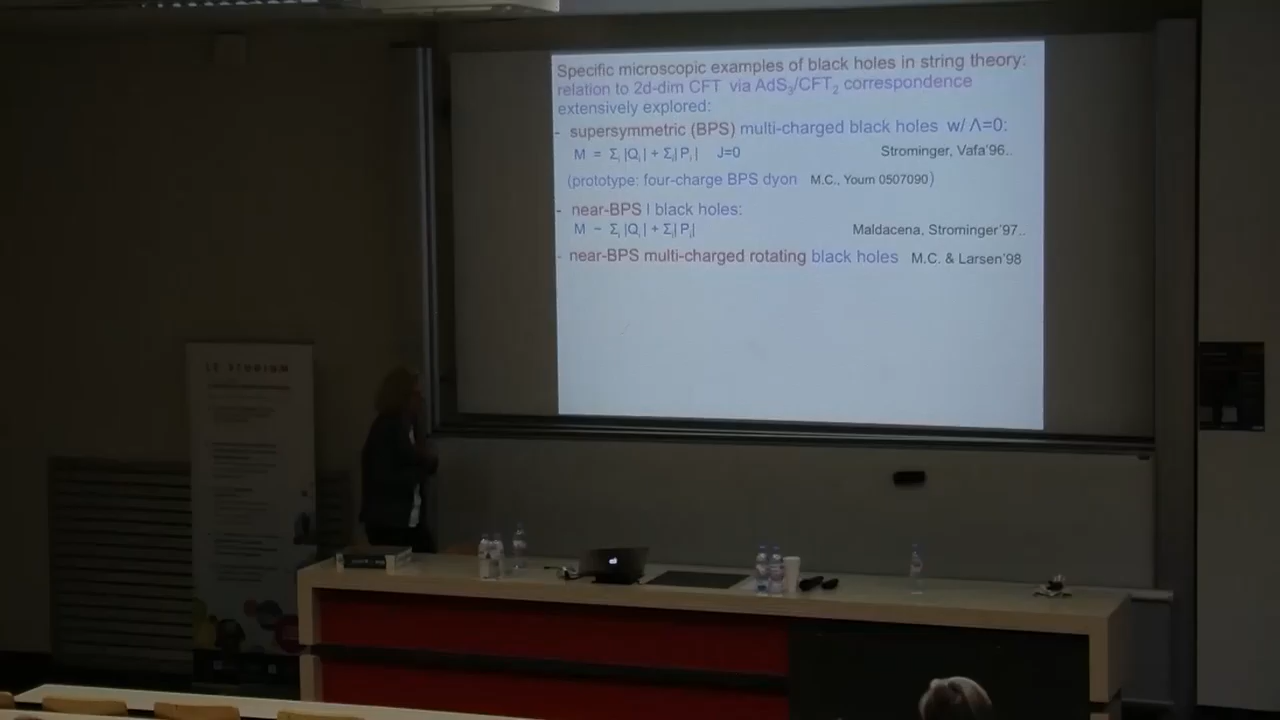 Specific microscopic examples of black holes in string theory:
relation to 2d-dim CFT via AdS₃/CFT₂ correspondence
extensively explored:
- supersymmetric (BPS) multi-charged black holes w/ Λ=0:
M = Σᵢ |Qᵢ| + Σᵢ| Pᵢ| J=0 Strominger, Vafa'96..
(prototype: four-charge BPS dyon M.C., Youm 0507090)
- near-BPS | black holes:
M ~ Σᵢ |Qᵢ| + Σᵢ| Pᵢ| Maldacena, Strominger'97..
- near-BPS multi-charged rotating black holes M.C. & Larsen'98
LE STUDIUM